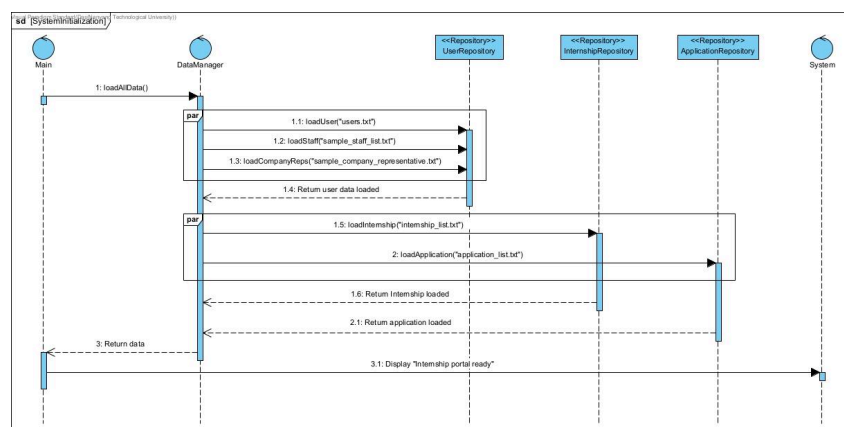 sd [SystemInitialization]
Technological University)
<<Repository>>
UserRepository
<<Repository>>
InternshipRepository
<<Repository>>
ApplicationRepository
Main
DataManager
System
1: loadAllData()
par
1.1: loadUser("users.txt")
1.2: loadStaff("sample_staff_list.txt")
1.3: loadCompanyReps("sample_company_representative.txt")
1.4: Return user data loaded
par
1.5: loadInternship("internship_list.txt")
2: loadApplication("application_list.txt")
1.6: Return Internship loaded
2.1: Return application loaded
3: Return data
3.1: Display "Internship portal ready"